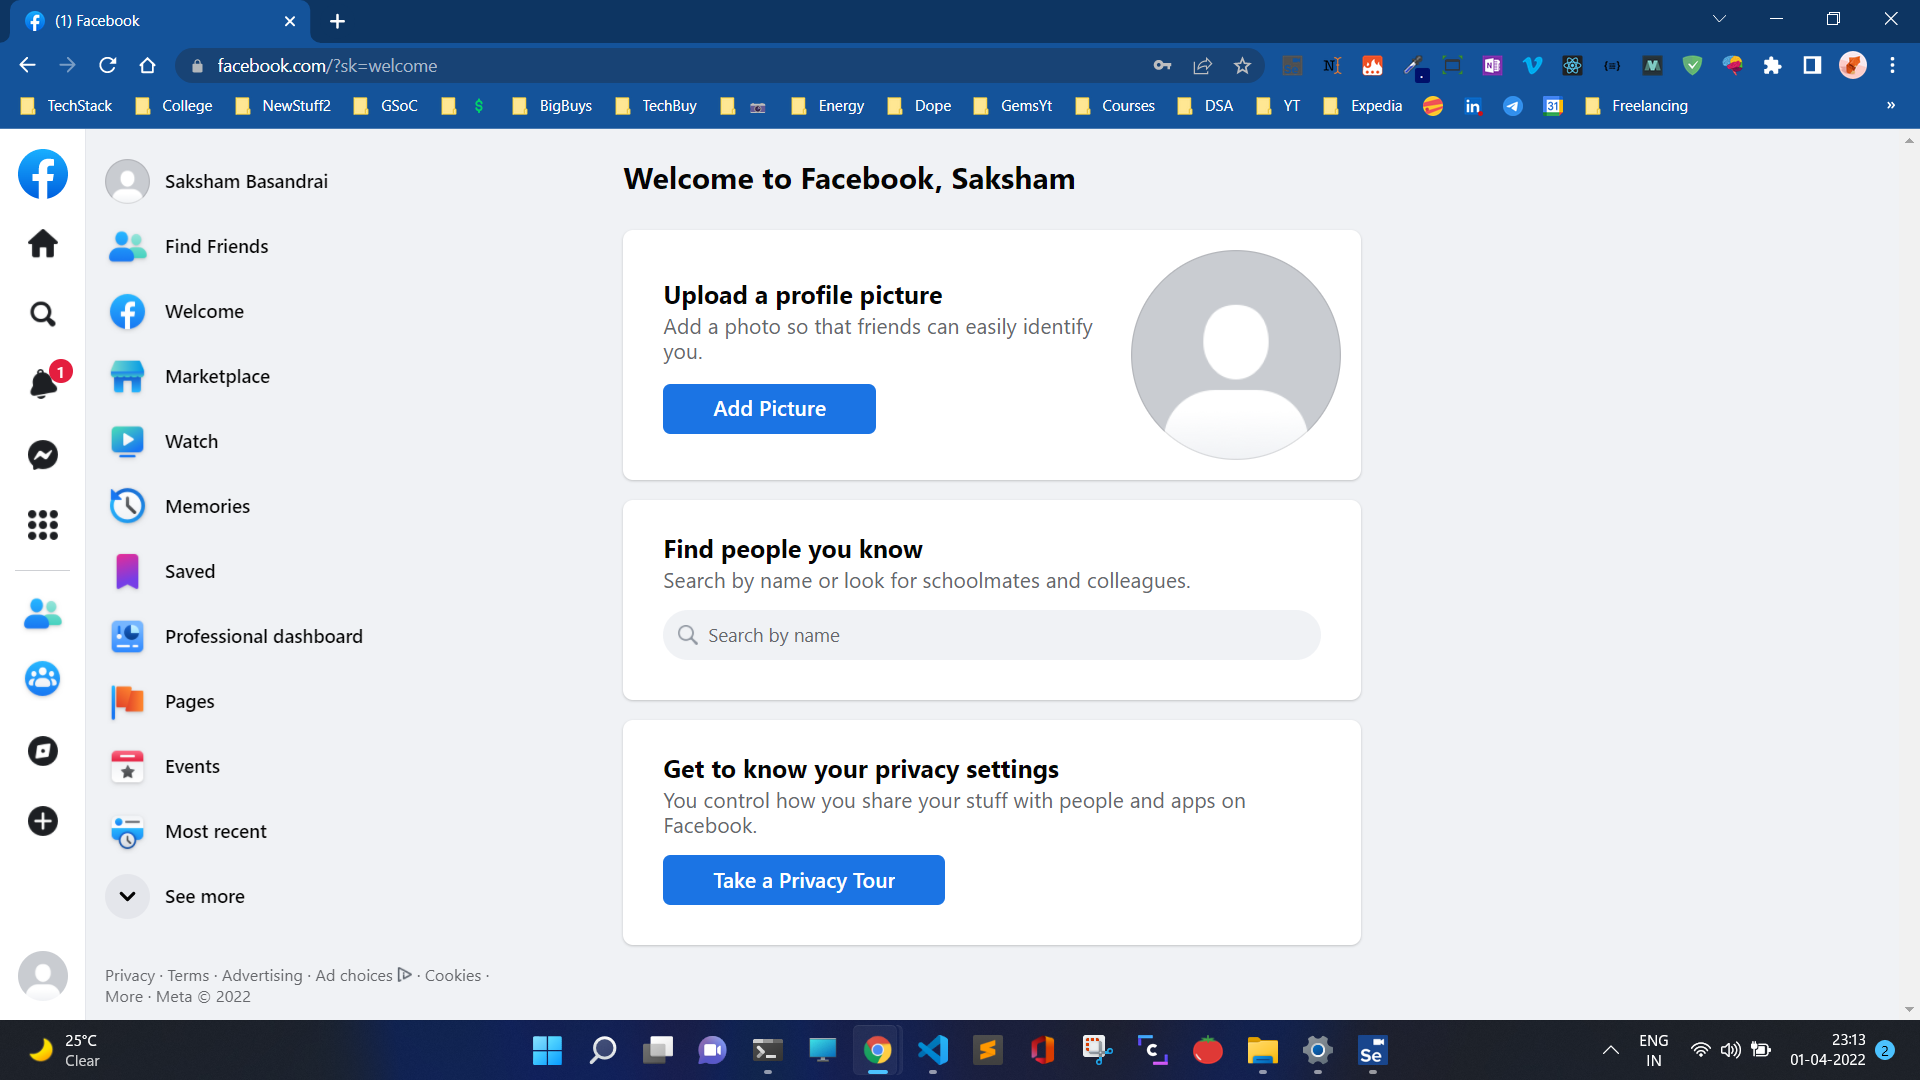 (1) Facebook
facebook.com/?sk=welcome
TechStack College NewStuff2 GSoC $ BigBuys TechBuy Energy Dope GemsYt Courses DSA YT Expedia Freelancing »
Welcome to Facebook, Saksham
Saksham Basandrai
Find Friends
Welcome
Marketplace
Watch
Memories
Saved
Professional dashboard
Pages
Events
Most recent
See more
Privacy · Terms · Advertising · Ad choices · Cookies ·
More · Meta © 2022
1
Upload a profile picture
Add a photo so that friends can easily identify
you.
Add Picture
Find people you know
Search by name or look for schoolmates and colleagues.
Search by name
Get to know your privacy settings
You control how you share your stuff with people and apps on
Facebook.
Take a Privacy Tour
25°C
Clear
Se
ENG
IN
23:13
01-04-2022
2